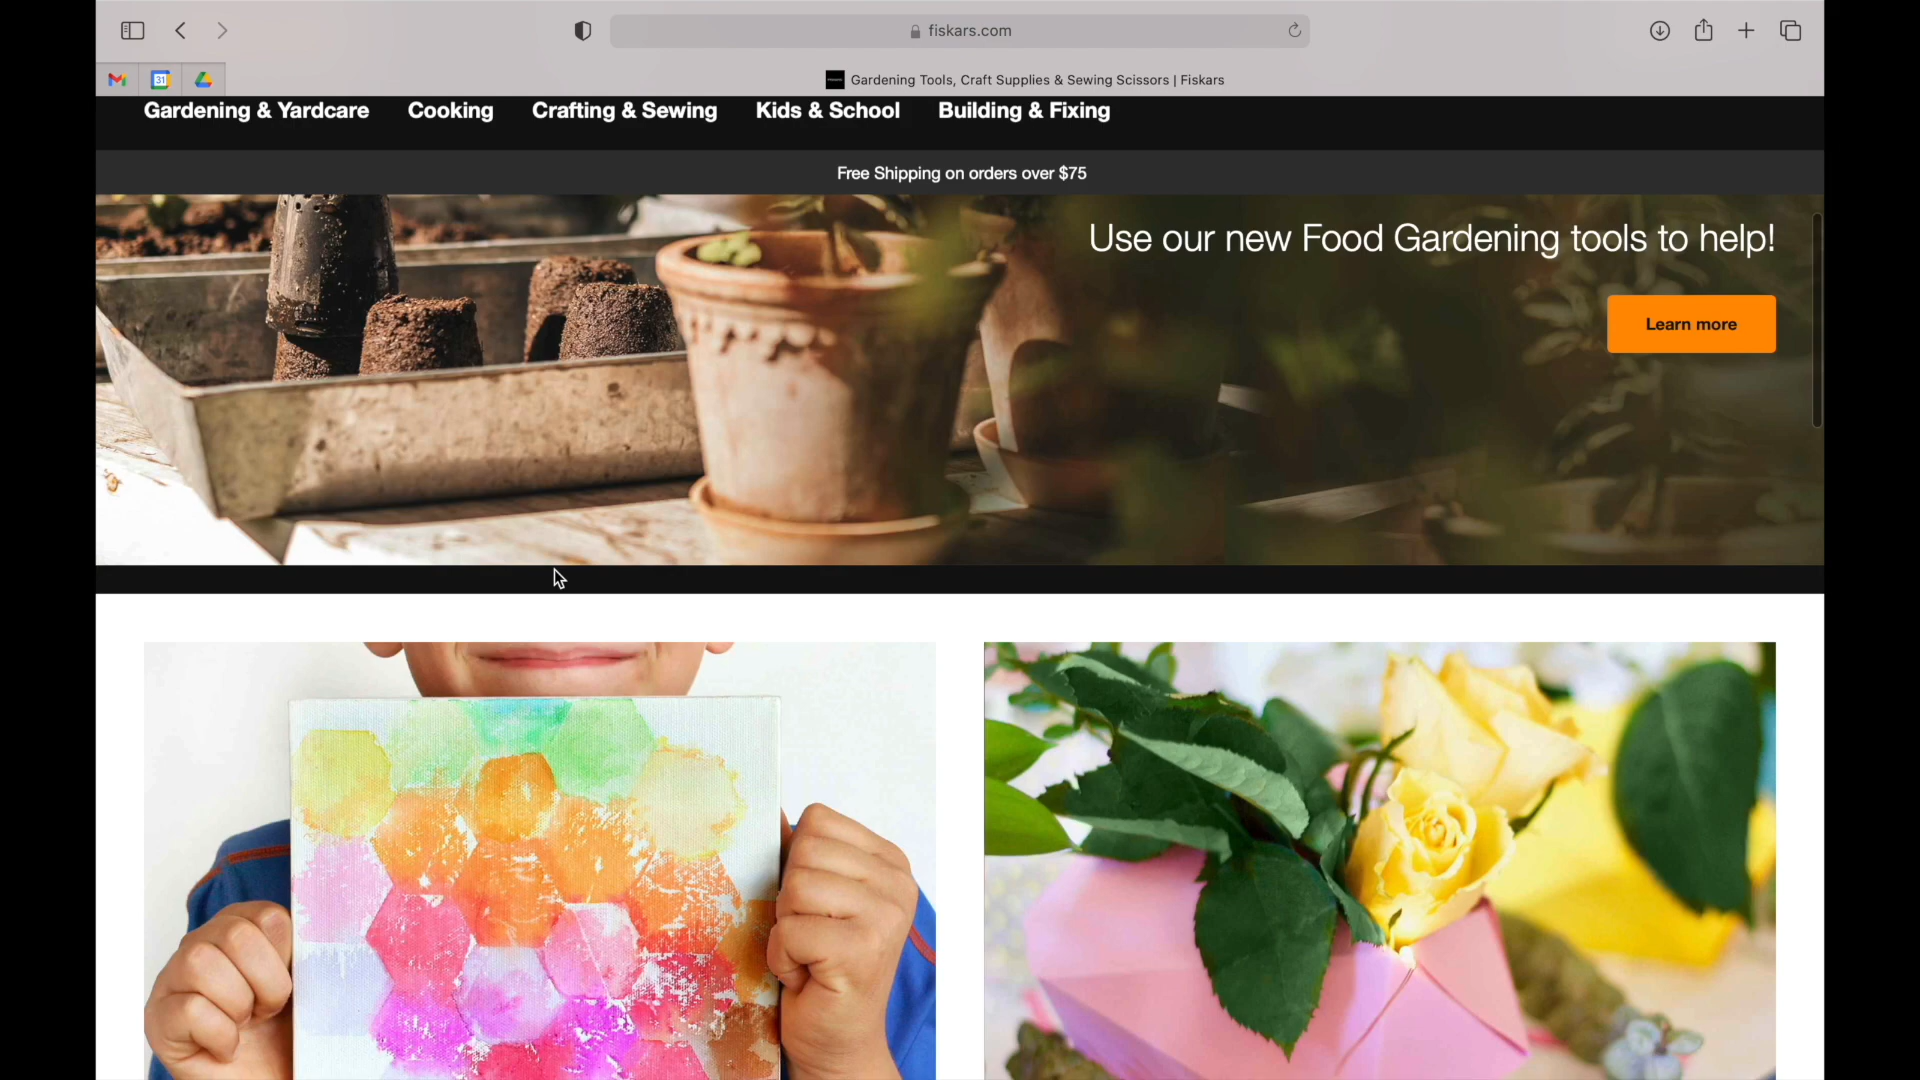 fiskars.com
31
Gardening Tools, Craft Supplies & Sewing Scissors | Fiskars
Gardening & Yardcare Cooking Crafting & Sewing Kids & School Building & Fixing
Free Shipping on orders over $75
Use our new Food Gardening tools to help!
Learn more